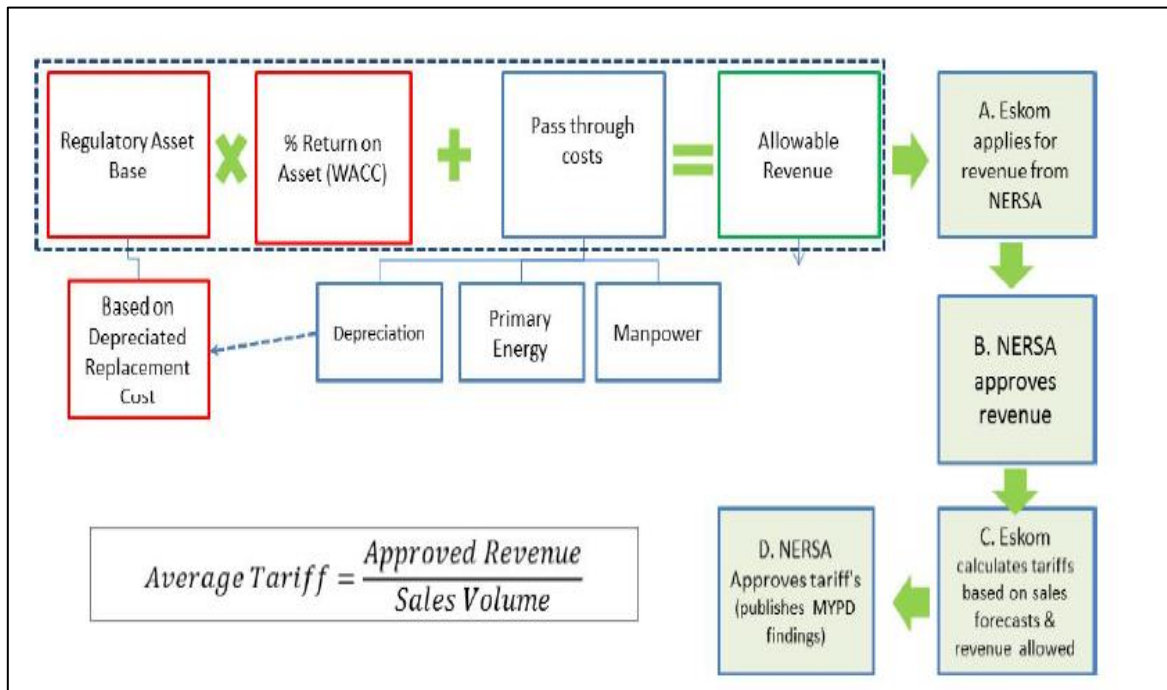 Regulatory Asset
Base
% Return on
Asset (WACC)
Pass through
costs
Allowable
Revenue
A. Eskom
applies for
revenue from
NERSA
Based on
Depreciated
Replacement
Cost
Depreciation
Primary
Energy
Manpower
B. NERSA
approves
revenue
Average Tariff = Approved Revenue
Sales Volume
D. NERSA
Approves tariff's
(publishes MYPD
findings)
C. Eskom
calculates tariffs
based on sales
forecasts &
revenue allowed